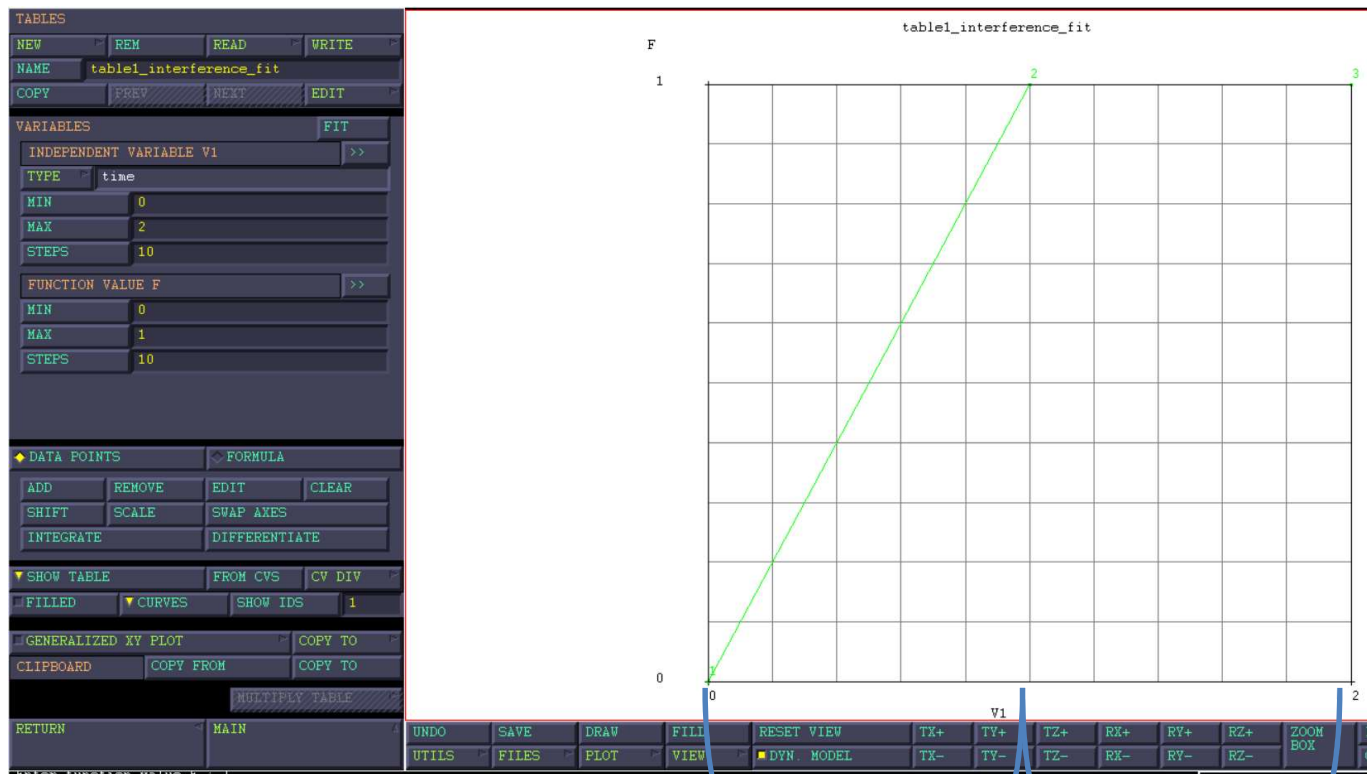 TABLES
NEW REM READ WRITE
NAME table1_interference_fit
COPY PREV NEXT EDIT
VARIABLES FIT
INDEPENDENT VARIABLE V1 >>
TYPE time
MIN 0
MAX 2
STEPS 10
FUNCTION VALUE F >>
MIN 0
MAX 1
STEPS 10
DATA POINTS FORMULA
ADD REMOVE EDIT CLEAR
SHIFT SCALE SWAP AXES
INTEGRATE DIFFERENTIATE
SHOW TABLE FROM CVS CV DIV
FILLED CURVES SHOW IDS 1
GENERALIZED XY PLOT COPY TO
CLIPBOARD COPY FROM COPY TO
MULTIPLY TABLE
RETURN MAIN
table1_interference_fit
F
2 3
1
1
0
0 2
V1
UNDO SAVE DRAW FILL RESET VIEW TX+ TY+ TZ+ RX+ RY+ RZ+ ZOOM BOX
UTILS FILES PLOT VIEW DYN. MODEL TX- TY- TZ- RX- RY- RZ-